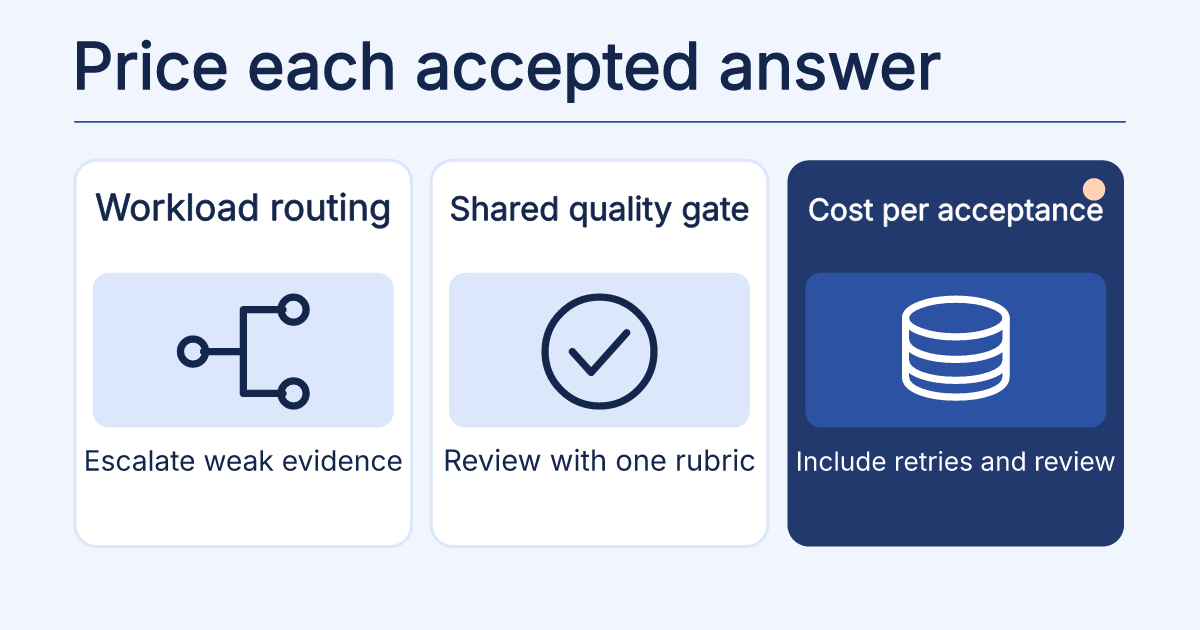 Price each accepted answer
Workload routing
Escalate weak evidence
Shared quality gate
Review with one rubric
Cost per acceptance
Include retries and review